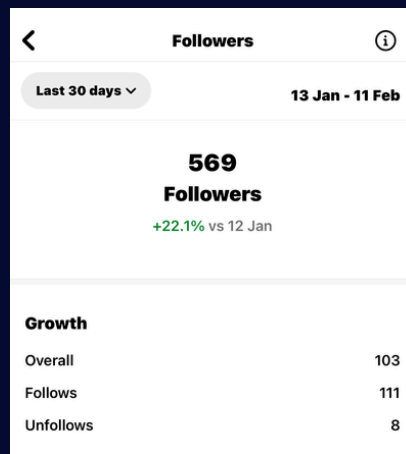 Followers
Last 30 days
13 Jan - 11 Feb
569
Followers
+22.1% vs 12 Jan
Growth
Overall 103
Follows 111
Unfollows 8